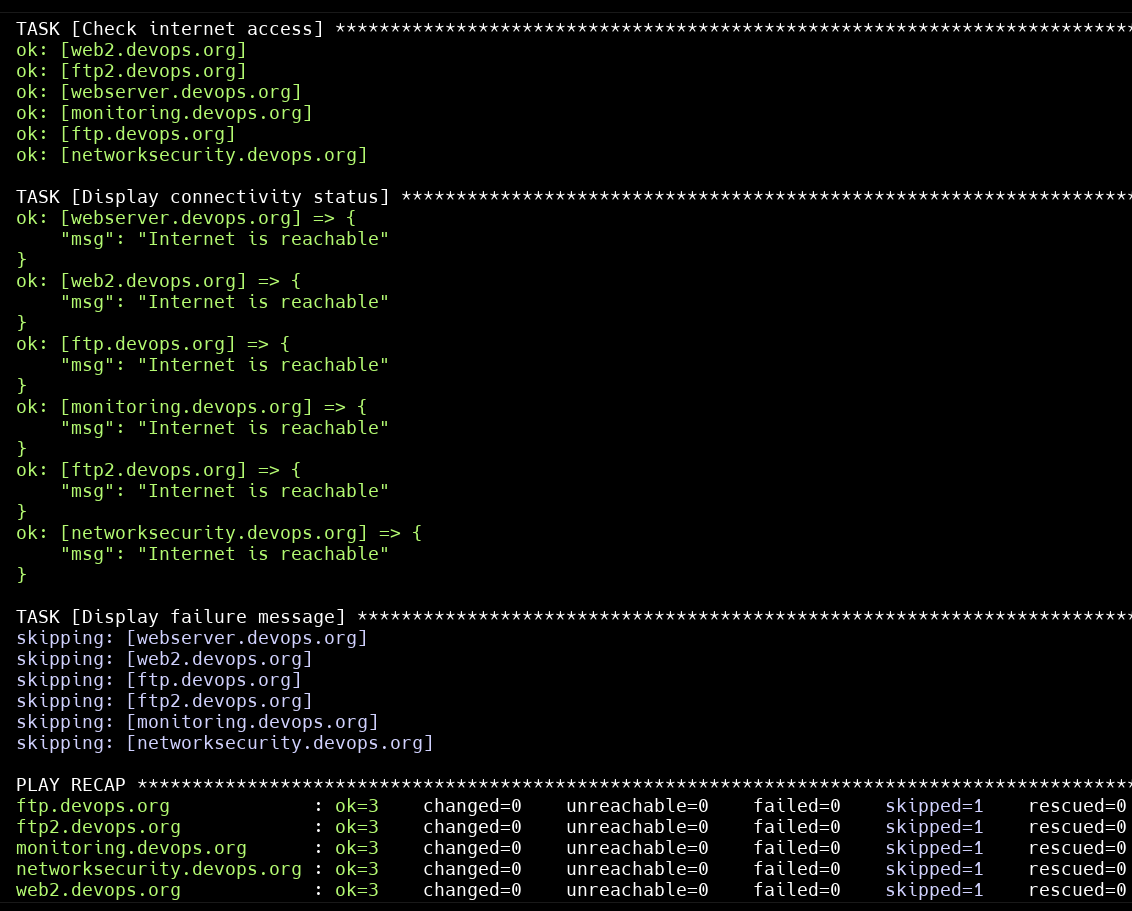 TASK [Check internet access] *************************************************************************
ok: [web2.devops.org]
ok: [ftp2.devops.org]
ok: [webserver.devops.org]
ok: [monitoring.devops.org]
ok: [ftp.devops.org]
ok: [networksecurity.devops.org]
TASK [Display connectivity status] *******************************************************************
ok: [webserver.devops.org] => {
    "msg": "Internet is reachable"
}
ok: [web2.devops.org] => {
    "msg": "Internet is reachable"
}
ok: [ftp.devops.org] => {
    "msg": "Internet is reachable"
}
ok: [monitoring.devops.org] => {
    "msg": "Internet is reachable"
}
ok: [ftp2.devops.org] => {
    "msg": "Internet is reachable"
}
ok: [networksecurity.devops.org] => {
    "msg": "Internet is reachable"
}
TASK [Display failure message] ***********************************************************************
skipping: [webserver.devops.org]
skipping: [web2.devops.org]
skipping: [ftp.devops.org]
skipping: [ftp2.devops.org]
skipping: [monitoring.devops.org]
skipping: [networksecurity.devops.org]
PLAY RECAP *******************************************************************************************
ftp.devops.org             : ok=3    changed=0    unreachable=0    failed=0    skipped=1    rescued=0
ftp2.devops.org            : ok=3    changed=0    unreachable=0    failed=0    skipped=1    rescued=0
monitoring.devops.org      : ok=3    changed=0    unreachable=0    failed=0    skipped=1    rescued=0
networksecurity.devops.org : ok=3    changed=0    unreachable=0    failed=0    skipped=1    rescued=0
web2.devops.org            : ok=3    changed=0    unreachable=0    failed=0    skipped=1    rescued=0